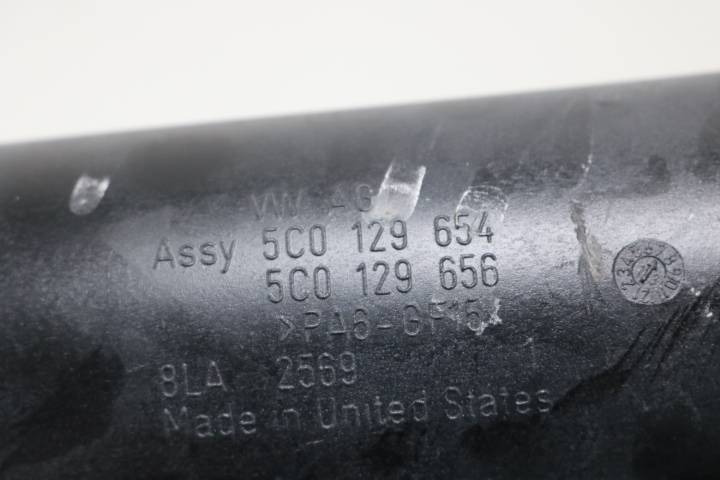 VW AG
Assy 5C0 129 654
5C0 129 656
>PA6-GF15<
8LA 2569
Made in United States